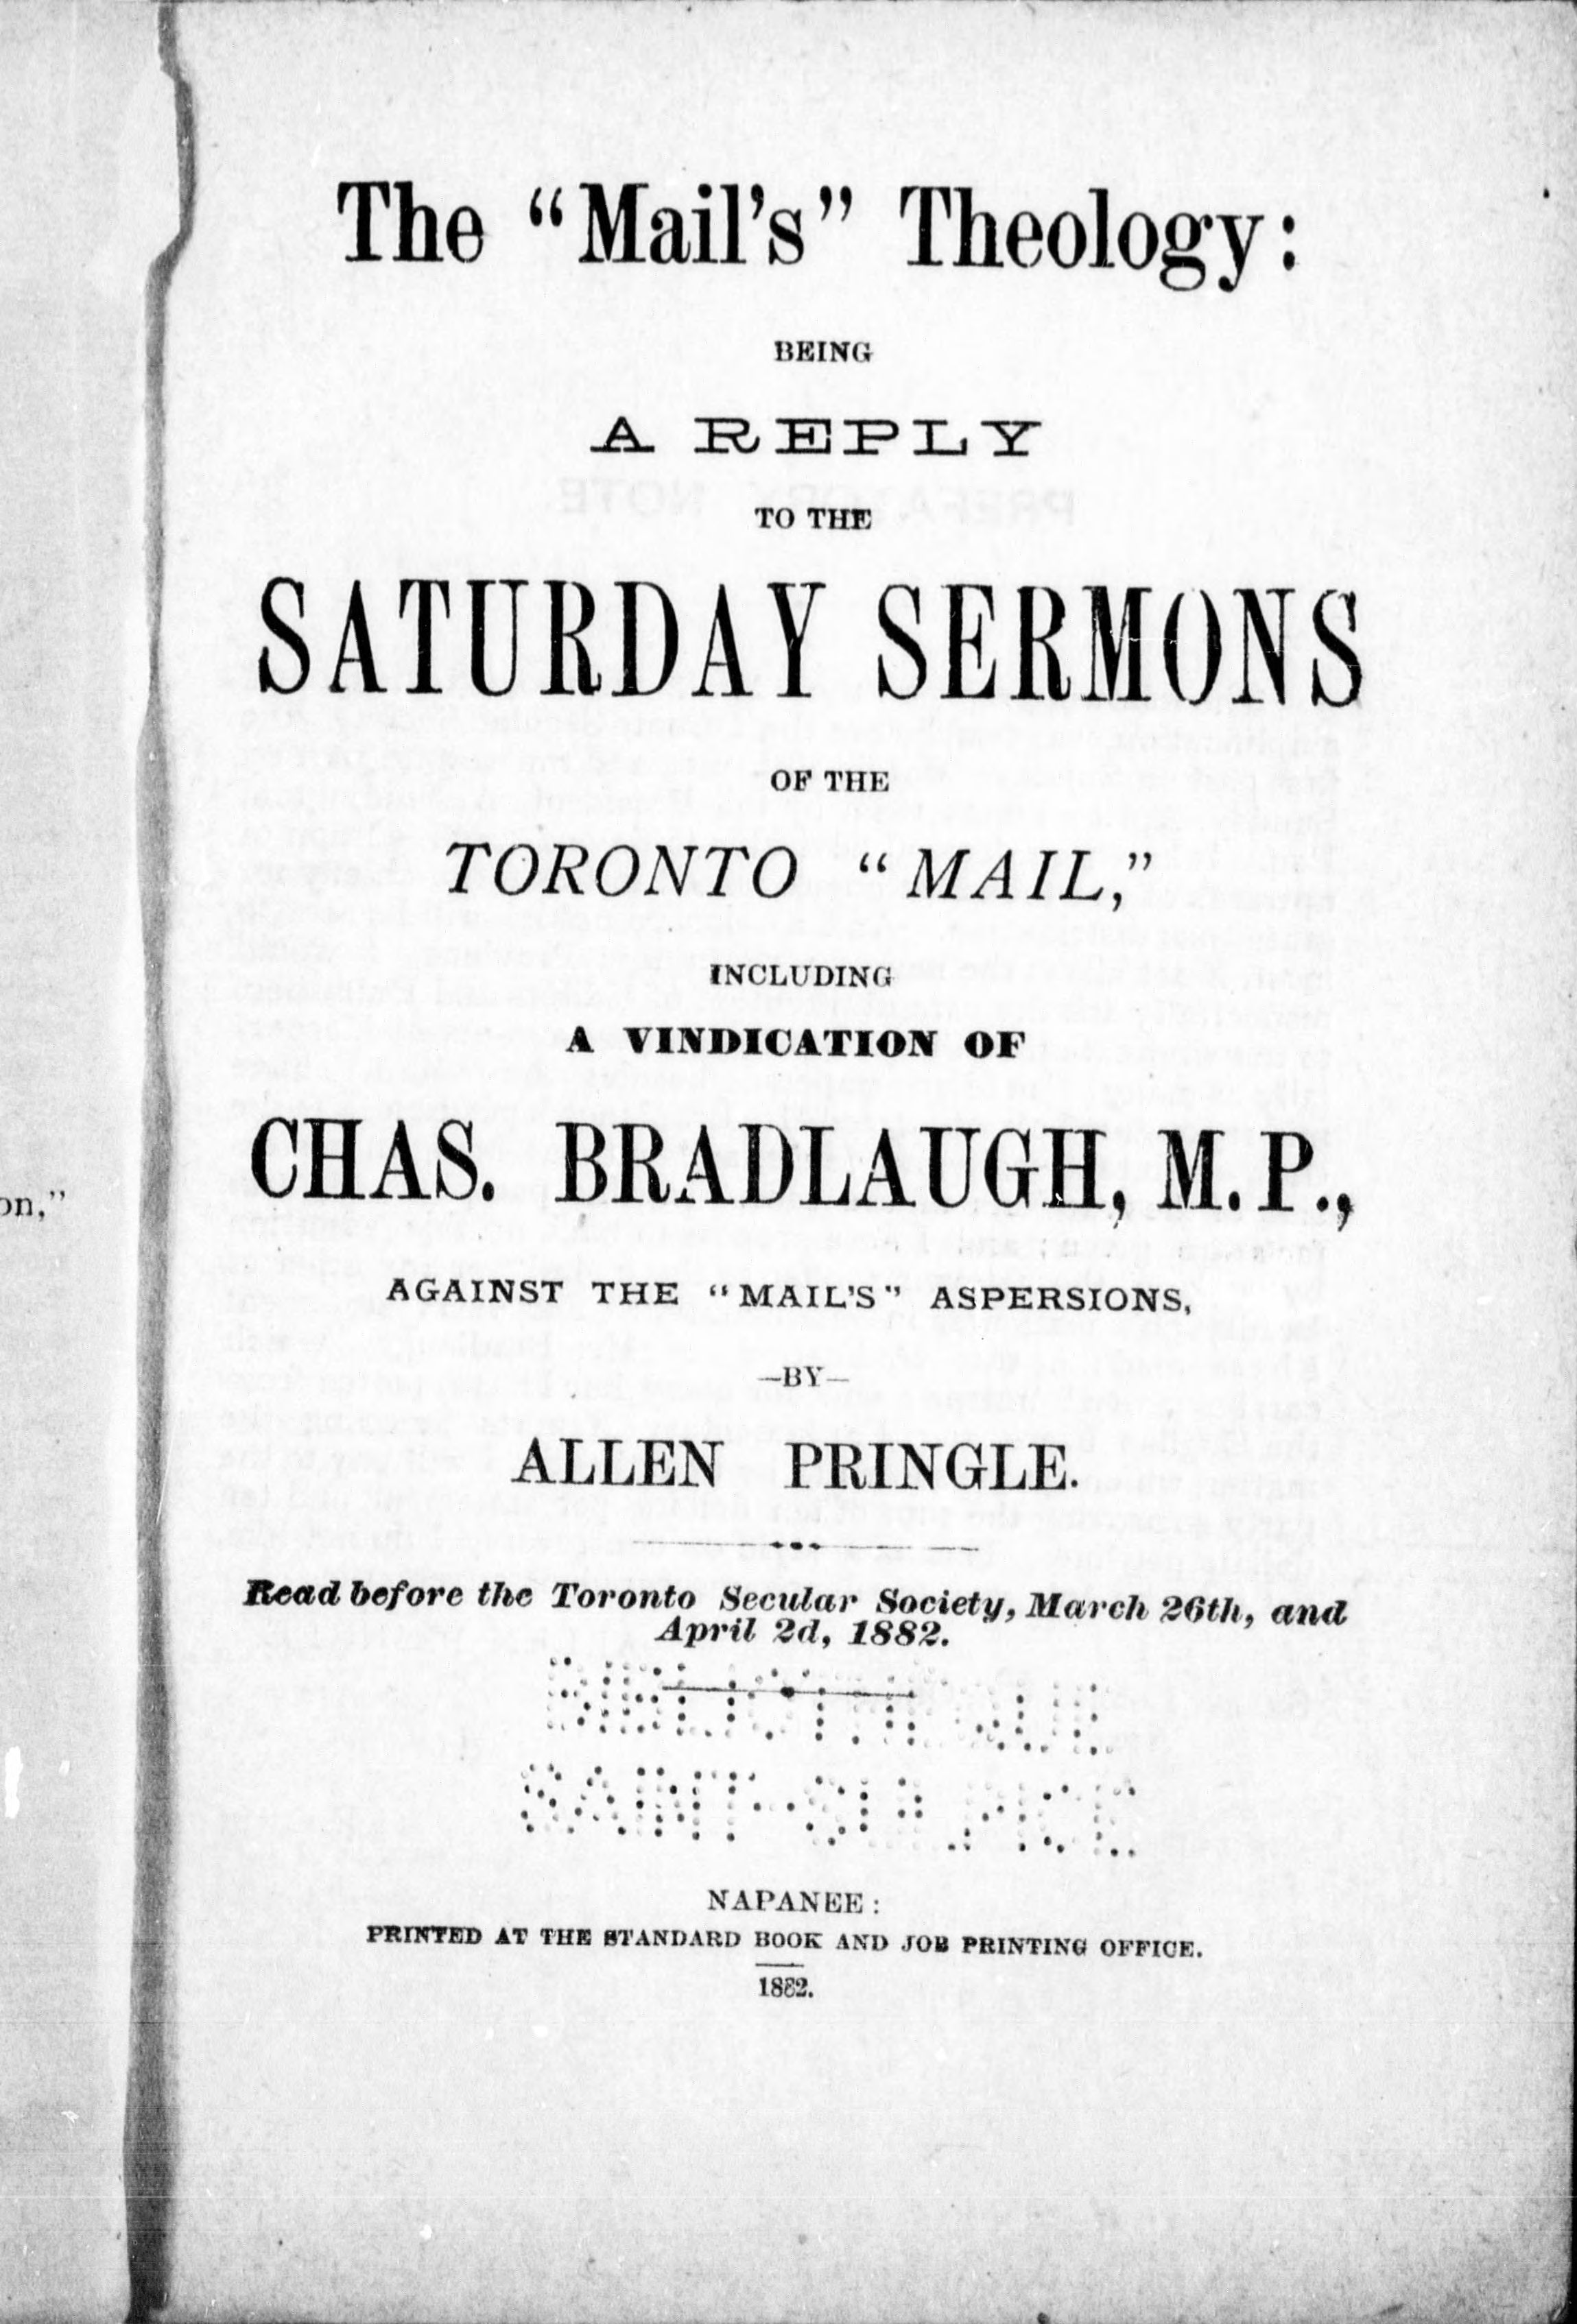 The "Mail's" Theology:
BEING
A REPLY
TO THE
SATURDAY SERMONS
OF THE
TORONTO "MAIL,"
INCLUDING
A VINDICATION OF
CHAS. BRADLAUGH, M.P.,
on,"
AGAINST THE "MAIL'S" ASPERSIONS,
—BY—
ALLEN PRINGLE.
Read before the Toronto Secular Society, March 26th, and
April 2d, 1882.
SAINT-SULPICE
NAPANEE:
PRINTED AT THE STANDARD BOOK AND JOB PRINTING OFFICE.
1882.